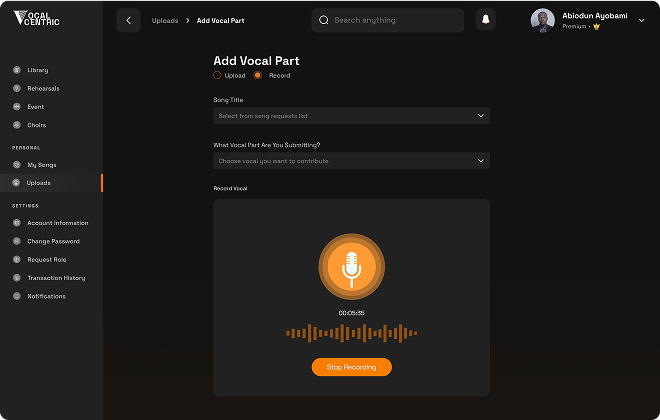 VOCAL
CENTRIC
Uploads > Add Vocal Part
Search anything
Abiodun Ayobami
Premium •
Library
Rehearsals
Event
Choirs
PERSONAL
My Songs
Uploads
SETTINGS
Account Information
Change Password
Request Role
Transaction History
Notifications
Add Vocal Part
Upload Record
Song Title
Select from song requests list
What Vocal Part Are You Submitting?
Choose vocal you want to contribute
Record Vocal
00:05:35
Stop Recording